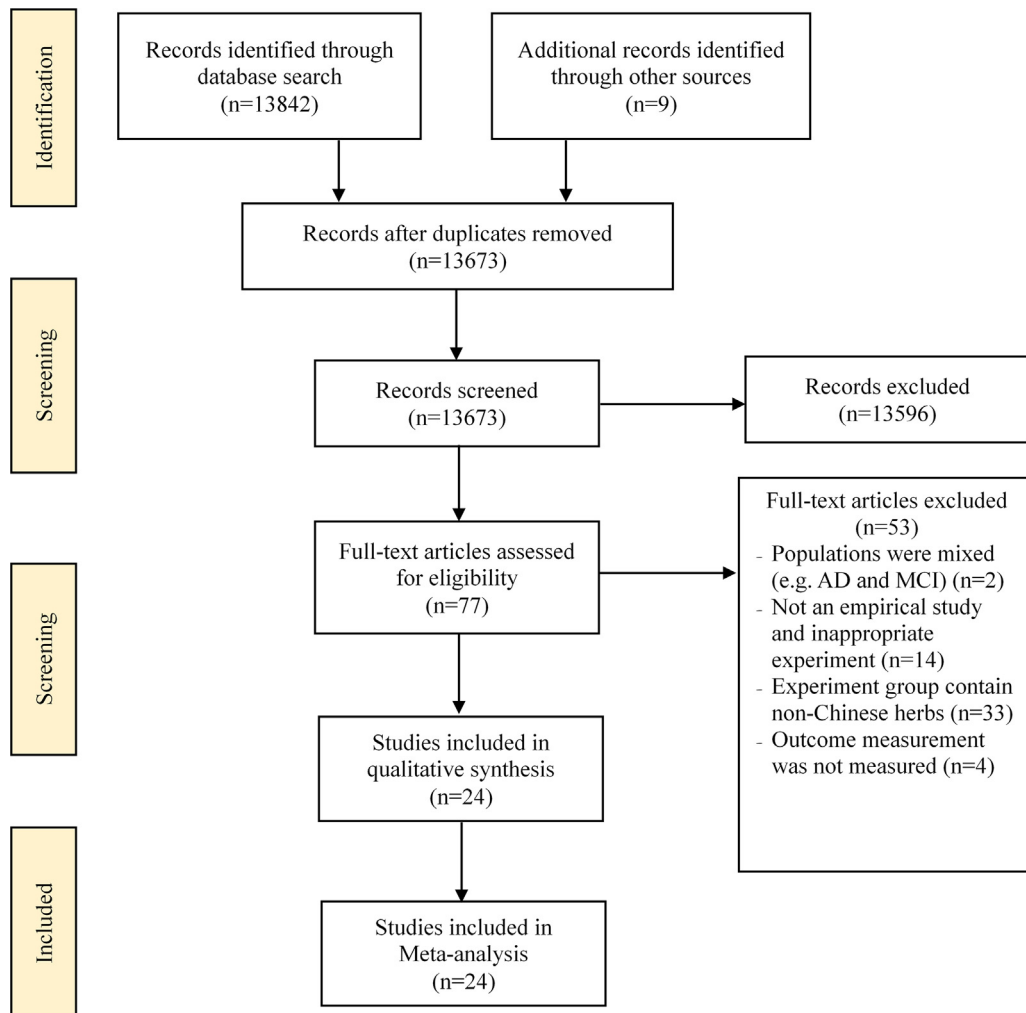 Identification
Records identified through
database search
(n=13842)
Additional records identified
through other sources
(n=9)
Records after duplicates removed
(n=13673)
Screening
Records screened
(n=13673)
Records excluded
(n=13596)
Screening
Full-text articles assessed
for eligibility
(n=77)
Full-text articles excluded
(n=53)
- Populations were mixed
(e.g. AD and MCI) (n=2)
- Not an empirical study
and inappropriate
experiment (n=14)
- Experiment group contain
non-Chinese herbs (n=33)
- Outcome measurement
was not measured (n=4)
Studies included in
qualitative synthesis
(n=24)
Included
Studies included in
Meta-analysis
(n=24)